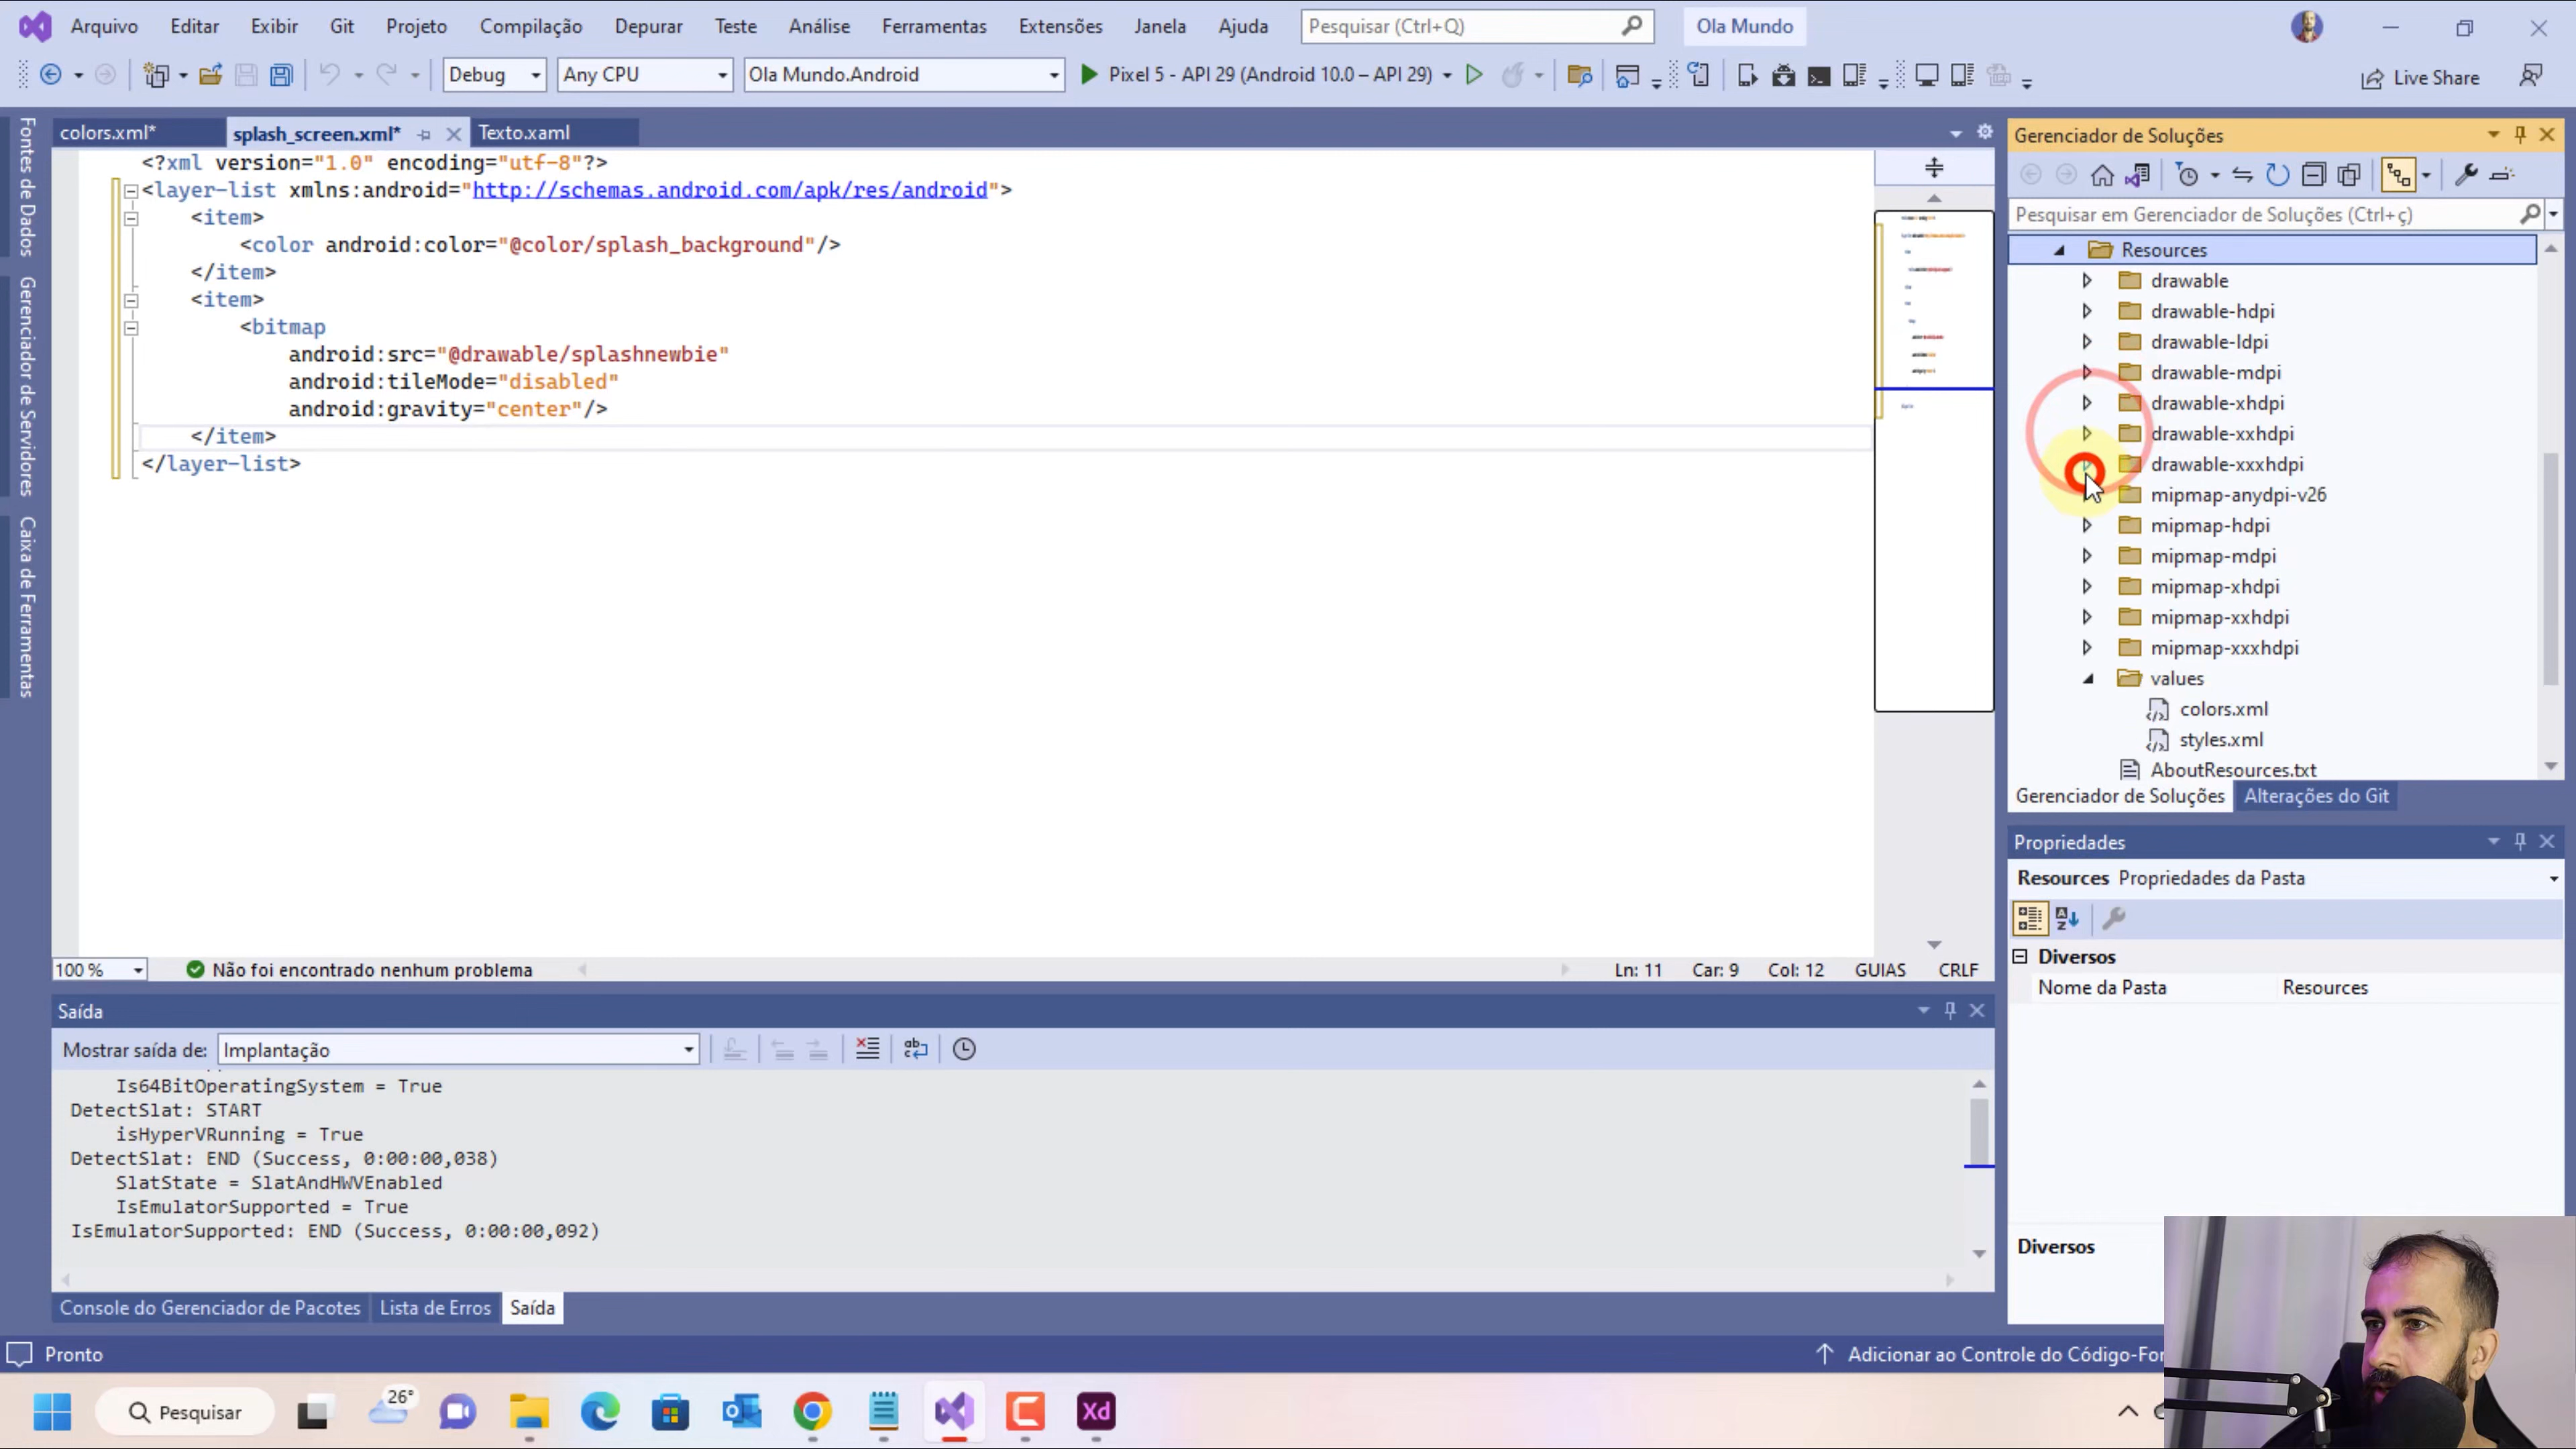 Arquivo Editar Exibir Git Projeto Compilação Depurar Teste Análise Ferramentas Extensões Janela Ajuda Pesquisar (Ctrl+Q) Ola Mundo
Debug Any CPU Ola Mundo.Android Pixel 5 - API 29 (Android 10.0 – API 29) Live Share
Fontes de Dados
Gerenciador de Servidores
Caixa de Ferramentas
colors.xml* splash_screen.xml* Texto.xaml
<?xml version="1.0" encoding="utf-8"?>
<layer-list xmlns:android="http://schemas.android.com/apk/res/android">
<item>
<color android:color="@color/splash_background"/>
</item>
<item>
<bitmap
android:src="@drawable/splashnewbie"
android:tileMode="disabled"
android:gravity="center"/>
</item>
</layer-list>
100 % Não foi encontrado nenhum problema Ln: 11 Car: 9 Col: 12 GUIAS CRLF
Saída
Mostrar saída de: Implantação
Is64BitOperatingSystem = True
DetectSlat: START
isHyperVRunning = True
DetectSlat: END (Success, 0:00:00,038)
SlatState = SlatAndHWVEnabled
IsEmulatorSupported = True
IsEmulatorSupported: END (Success, 0:00:00,092)
Console do Gerenciador de Pacotes Lista de Erros Saída
Gerenciador de Soluções
Pesquisar em Gerenciador de Soluções (Ctrl+ç)
Resources
drawable
drawable-hdpi
drawable-ldpi
drawable-mdpi
drawable-xhdpi
drawable-xxhdpi
drawable-xxxhdpi
mipmap-anydpi-v26
mipmap-hdpi
mipmap-mdpi
mipmap-xhdpi
mipmap-xxhdpi
mipmap-xxxhdpi
values
colors.xml
styles.xml
AboutResources.txt
Gerenciador de Soluções Alterações do Git
Propriedades
Resources Propriedades da Pasta
Diversos
Nome da Pasta Resources
Diversos
Pronto Adicionar ao Controle do Código-For
Pesquisar 26° Xd